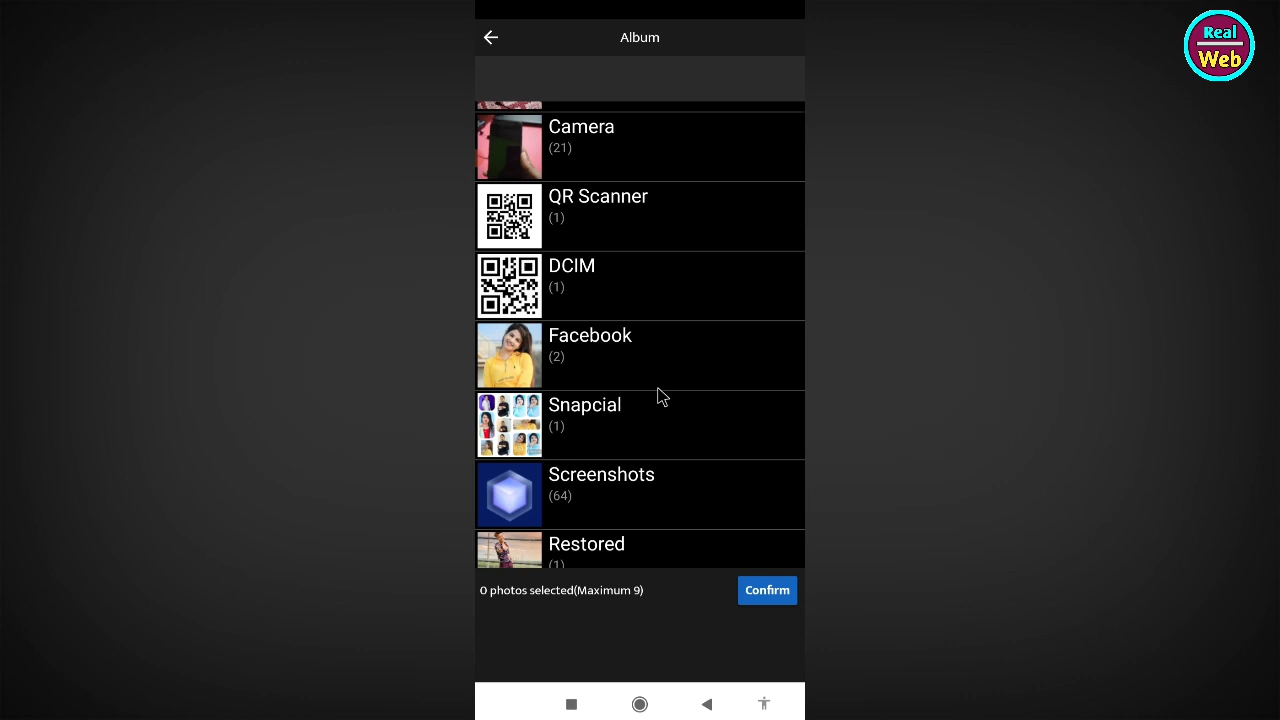 Album
Real
Web
Camera
(21)
QR Scanner
(1)
DCIM
(1)
Facebook
(2)
Snapcial
(1)
Screenshots
(64)
Restored
(1)
0 photos selected(Maximum 9)
Confirm